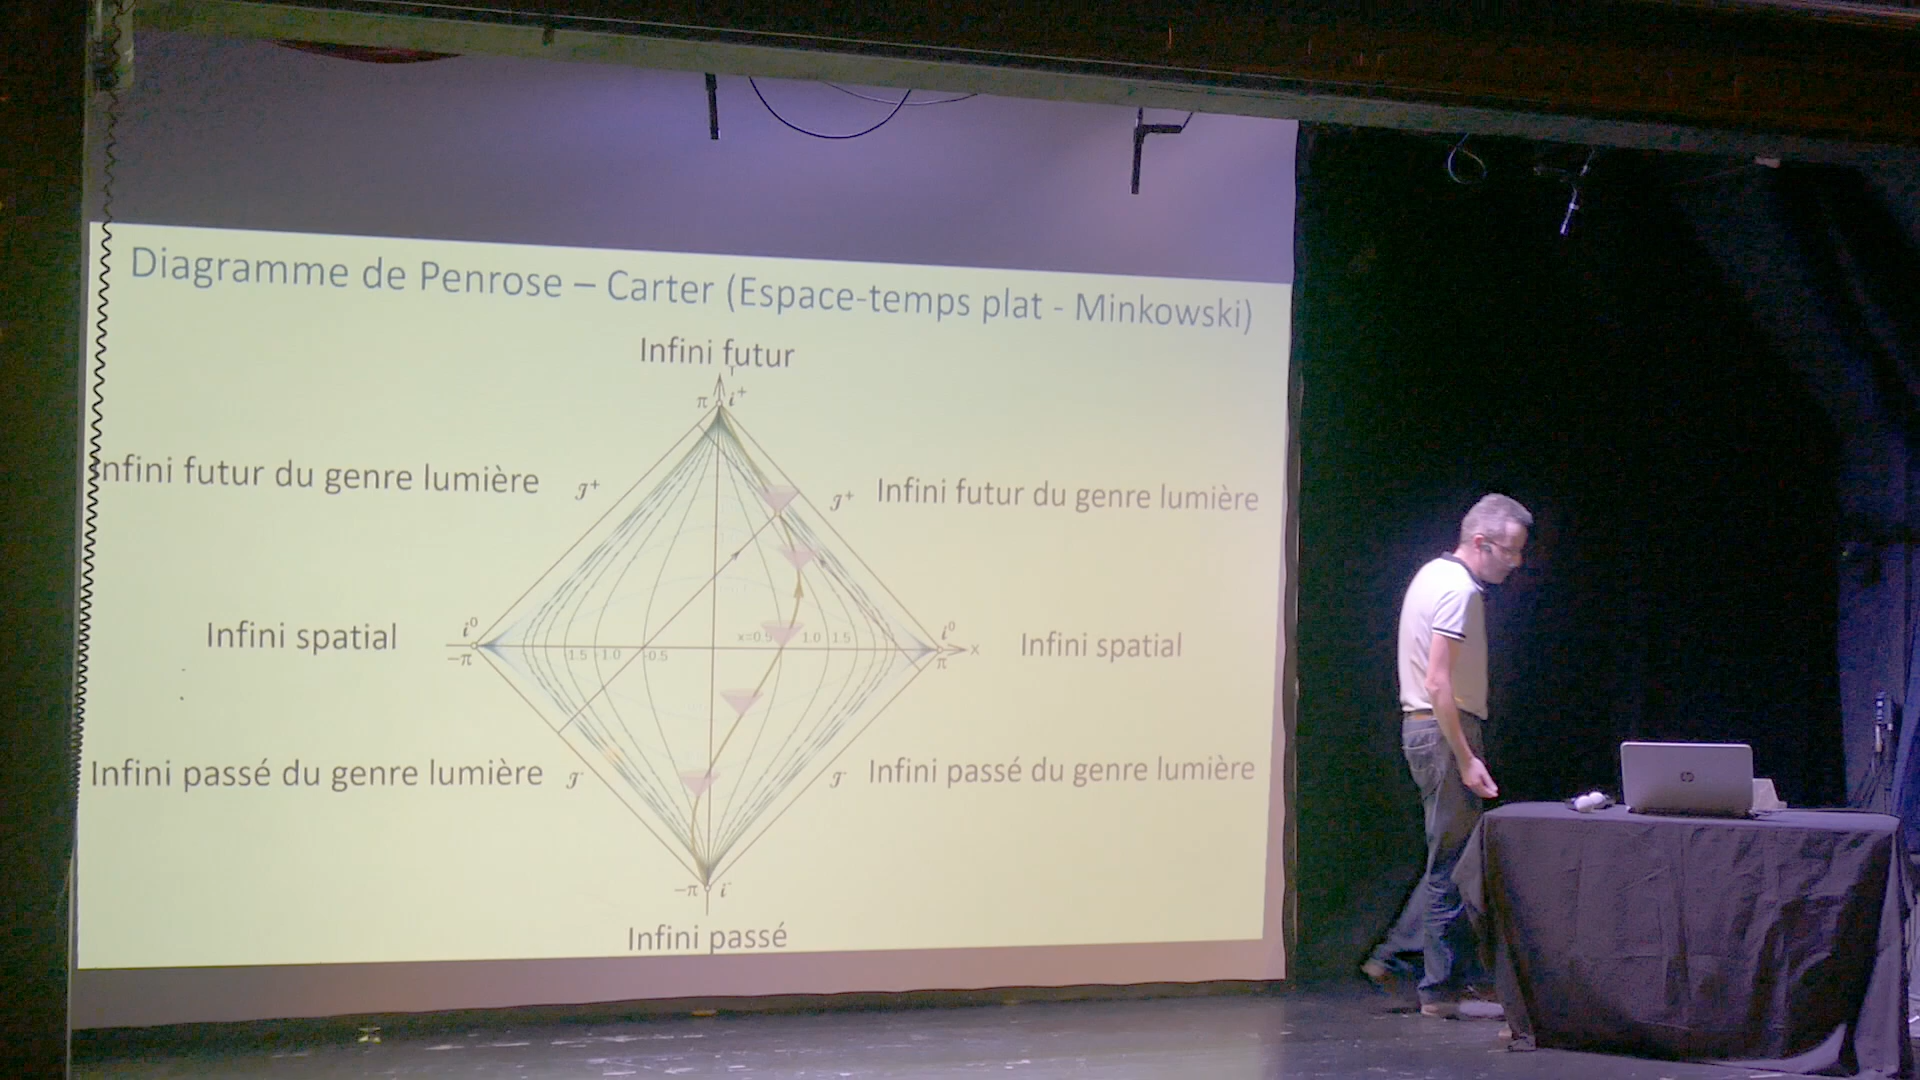 Diagramme de Penrose – Carter (Espace-temps plat - Minkowski)
Infini futur
π i⁺
Infini futur du genre lumière 𝒥⁺
𝒥⁺ Infini futur du genre lumière
Infini spatial i⁰
i⁰ Infini spatial
x=0.5 1.0 1.5
1.5 -1.0 -0.5
-π
π
x
Infini passé du genre lumière 𝒥⁻
𝒥⁻ Infini passé du genre lumière
-π i⁻
Infini passé
hp